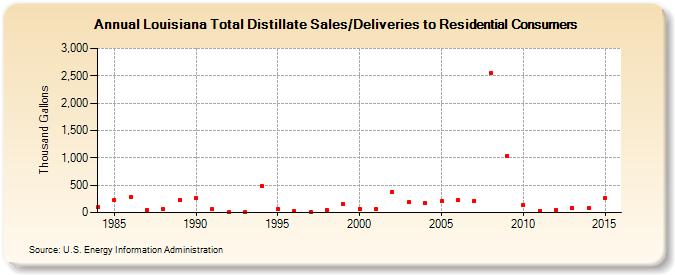 Annual Louisiana Total Distillate Sales/Deliveries to Residential Consumers
Thousand Gallons
3,000
2,500
2,000
1,500
1,000
500
0
1985 1990 1995 2000 2005 2010 2015
Source: U.S. Energy Information Administration